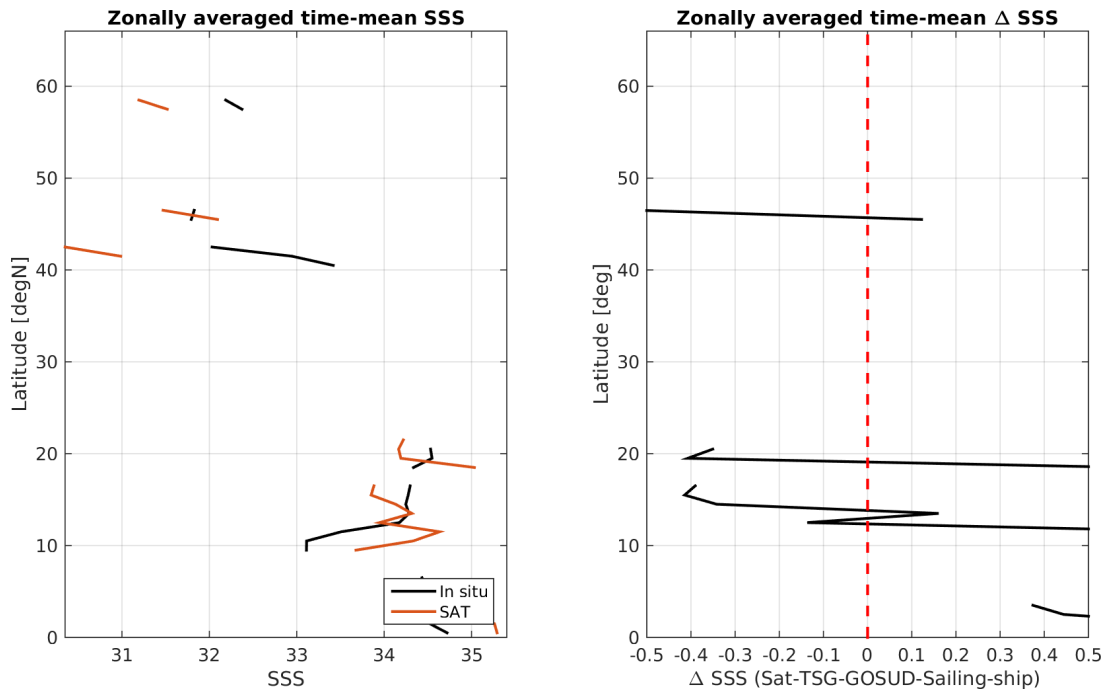 Zonally averaged time-mean SSS
Latitude [degN]
60
50
40
30
20
10
0
31 32 33 34 35
SSS
In situ
SAT
Zonally averaged time-mean Δ SSS
Latitude [deg]
60
50
40
30
20
10
0
-0.5 -0.4 -0.3 -0.2 -0.1 0 0.1 0.2 0.3 0.4 0.5
Δ SSS (Sat-TSG-GOSUD-Sailing-ship)